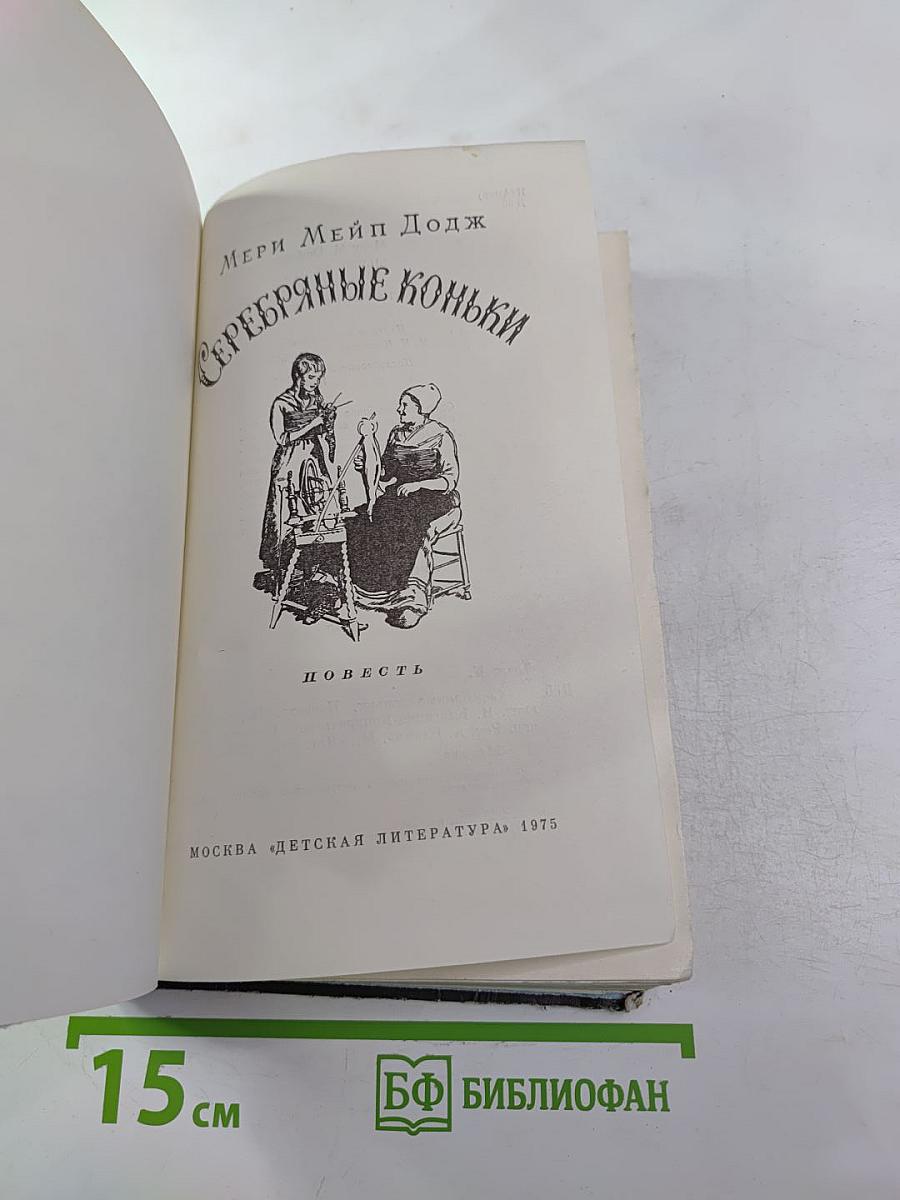 Мери Мейп Додж
Серебряные коньки
ПОВЕСТЬ
МОСКВА «ДЕТСКАЯ ЛИТЕРАТУРА» 1975
15 см
БФ БИБЛИОФАН